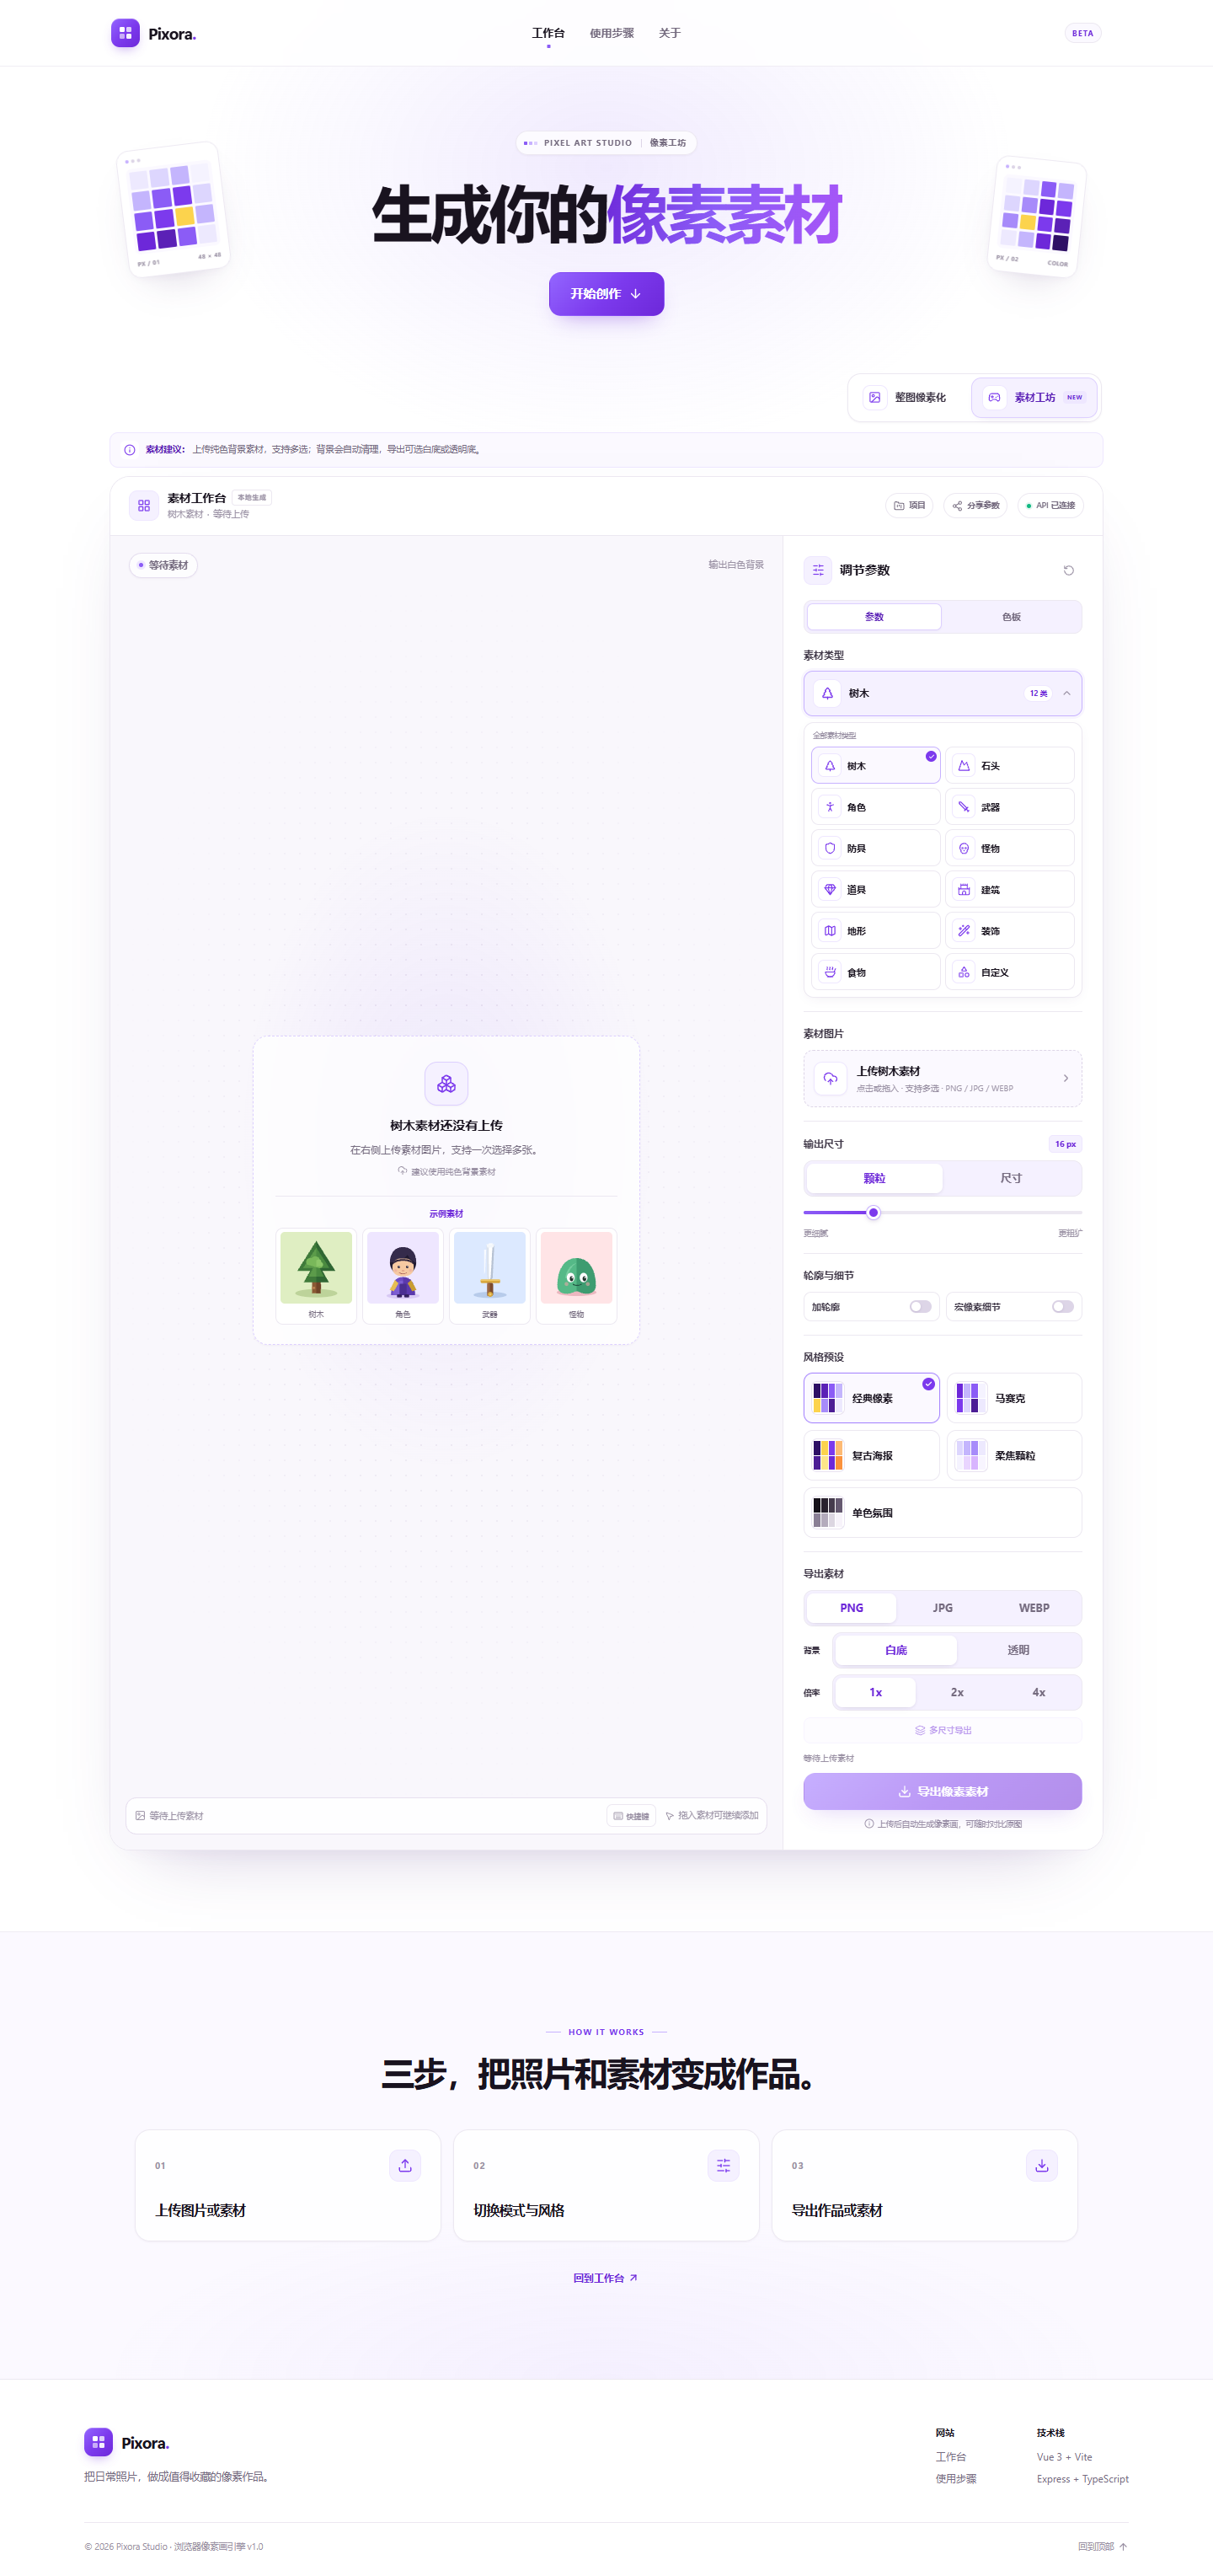 Pixora.
工作台
使用步骤
关于
BETA
PIXEL ART STUDIO | 像素工坊
PX / 01
48 × 48
PX / 02
COLOR
生成你的像素素材
开始创作
整图像素化
素材工坊 NEW
素材建议： 上传纯色背景素材，支持多选；背景会自动清理，导出可选白底或透明底。
素材工作台 本地生成
树木素材 · 等待上传
项目
分享参数
API 已连接
等待素材
输出白色背景
树木素材还没有上传
在右侧上传素材图片，支持一次选择多张。
建议使用纯色背景素材
示例素材
树木
角色
武器
怪物
等待上传素材
快捷键
拖入素材可继续添加
调节参数
参数
色板
素材类型
树木
12 类
全部素材类型
树木
石头
角色
武器
防具
怪物
道具
建筑
地形
装饰
食物
自定义
素材图片
上传树木素材
点击或拖入 · 支持多选 · PNG / JPG / WEBP
输出尺寸
16 px
颗粒
尺寸
更细腻
更粗犷
轮廓与细节
加轮廓
宏像素细节
风格预设
经典像素
马赛克
复古海报
柔焦颗粒
单色氛围
导出素材
PNG
JPG
WEBP
背景
白底
透明
倍率
1x
2x
4x
多尺寸导出
等待上传素材
导出像素素材
上传后自动生成像素画，可随时对比原图
HOW IT WORKS
三步，把照片和素材变成作品。
01
上传图片或素材
02
切换模式与风格
03
导出作品或素材
回到工作台
Pixora.
把日常照片，做成值得收藏的像素作品。
网站
工作台
使用步骤
技术栈
Vue 3 + Vite
Express + TypeScript
© 2026 Pixora Studio · 浏览器像素画引擎 v1.0
回到顶部